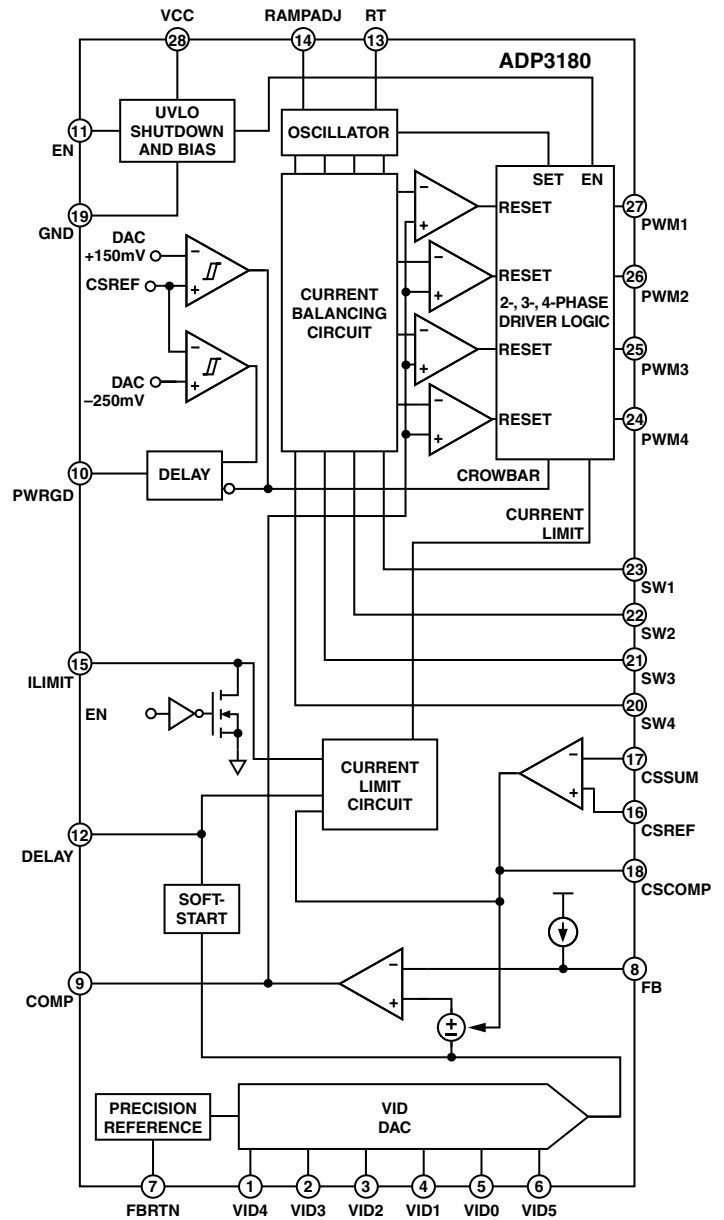 VCC
RAMPADJ
RT
28
14
13
ADP3180
UVLO
SHUTDOWN
AND BIAS
11
EN
OSCILLATOR
SET
EN
19
GND
DAC
+150mV
CSREF
DAC
–250mV
–
+
–
+
CURRENT
BALANCING
CIRCUIT
–
+
RESET
–
+
RESET
–
+
RESET
–
+
RESET
2-, 3-, 4-PHASE
DRIVER LOGIC
27
PWM1
26
PWM2
25
PWM3
24
PWM4
10
PWRGD
DELAY
CROWBAR
CURRENT
LIMIT
23
SW1
22
SW2
21
SW3
20
SW4
15
ILIMIT
EN
CURRENT
LIMIT
CIRCUIT
–
+
17
CSSUM
16
CSREF
18
CSCOMP
12
DELAY
SOFT-
START
9
COMP
–
+
±
8
FB
PRECISION
REFERENCE
VID
DAC
7
FBRTN
1
VID4
2
VID3
3
VID2
4
VID1
5
VID0
6
VID5